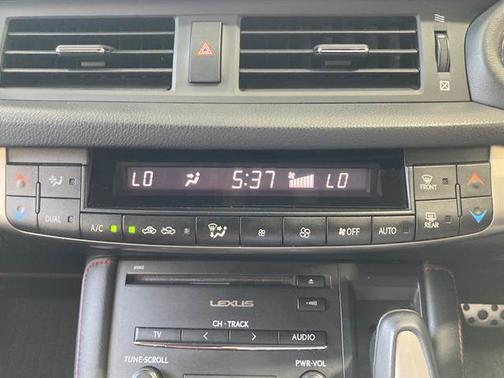 LO 5:37 LO
FRONT
DUAL A/C OFF AUTO REAR
LEXUS
CH · TRACK
TV AUDIO
TUNE·SCROLL PWR·VOL